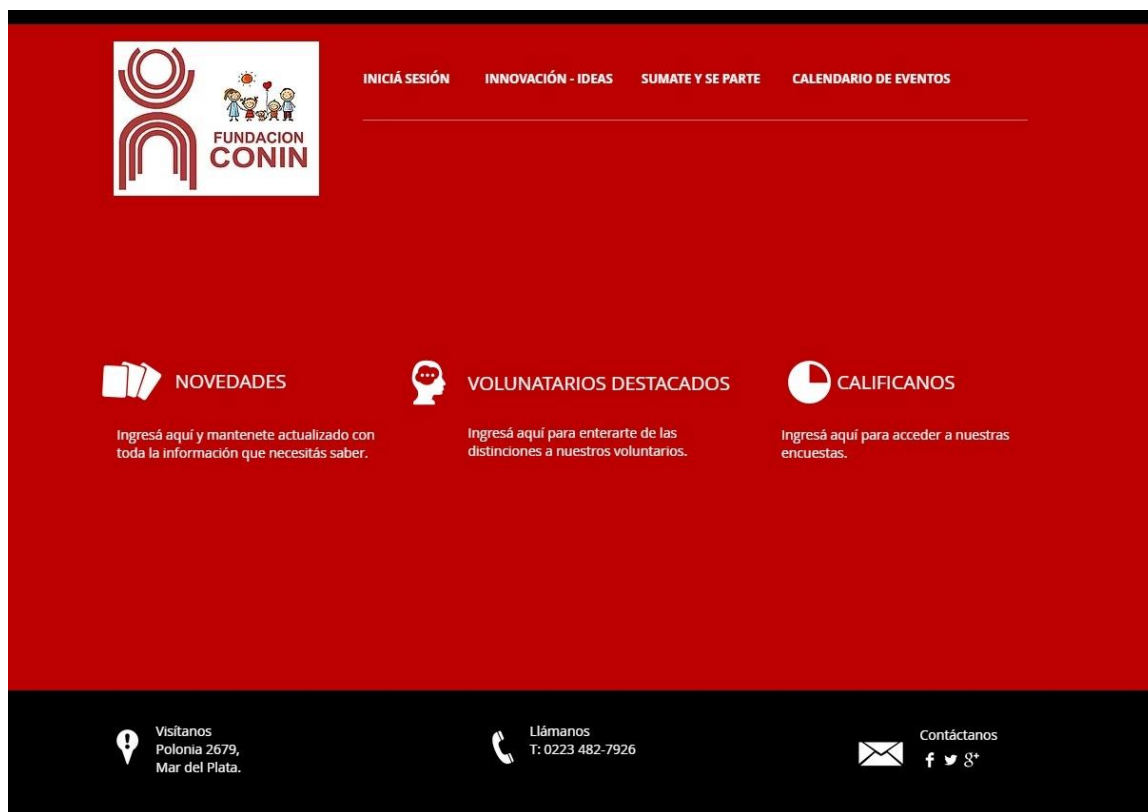 FUNDACION
CONIN
INICIÁ SESIÓN
INNOVACIÓN - IDEAS
SUMATE Y SE PARTE
CALENDARIO DE EVENTOS
NOVEDADES
Ingresá aquí y mantenete actualizado con
toda la información que necesitás saber.
VOLUNATARIOS DESTACADOS
Ingresá aquí para enterarte de las
distinciones a nuestros voluntarios.
CALIFICANOS
Ingresá aquí para acceder a nuestras
encuestas.
Visítanos
Polonia 2679,
Mar del Plata.
Llámanos
T: 0223 482-7926
Contáctanos